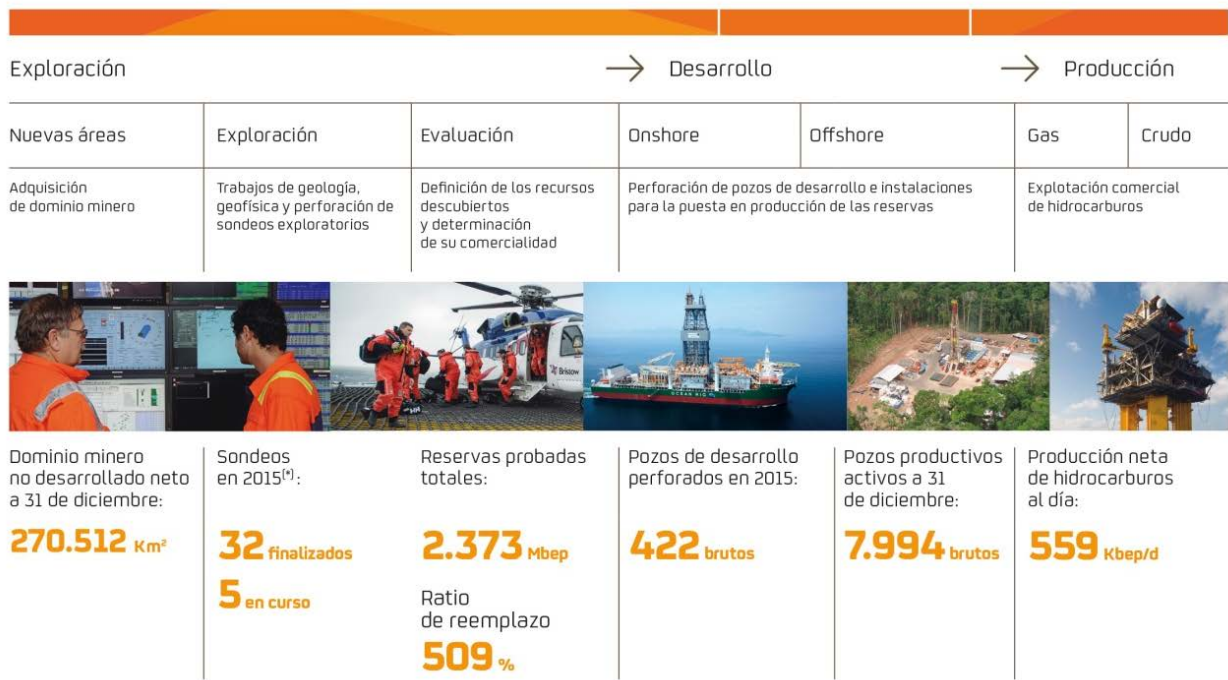 Exploración → Desarrollo → Producción
Nuevas áreas
Exploración
Evaluación
Onshore
Offshore
Gas
Crudo
Adquisición
de dominio minero
Trabajos de geología,
geofísica y perforación de
sondeos exploratorios
Definición de los recursos
descubiertos
y determinación
de su comercialidad
Perforación de pozos de desarrollo e instalaciones
para la puesta en producción de las reservas
Explotación comercial
de hidrocarburos
Bristow
OCEAN RIG
Dominio minero
no desarrollado neto
a 31 de diciembre:
270.512 Km²
Sondeos
en 2015(*):
32 finalizados
5 en curso
Reservas probadas
totales:
2.373 Mbep
Ratio
de reemplazo
509 %
Pozos de desarrollo
perforados en 2015:
422 brutos
Pozos productivos
activos a 31
de diciembre:
7.994 brutos
Producción neta
de hidrocarburos
al día:
559 Kbep/d